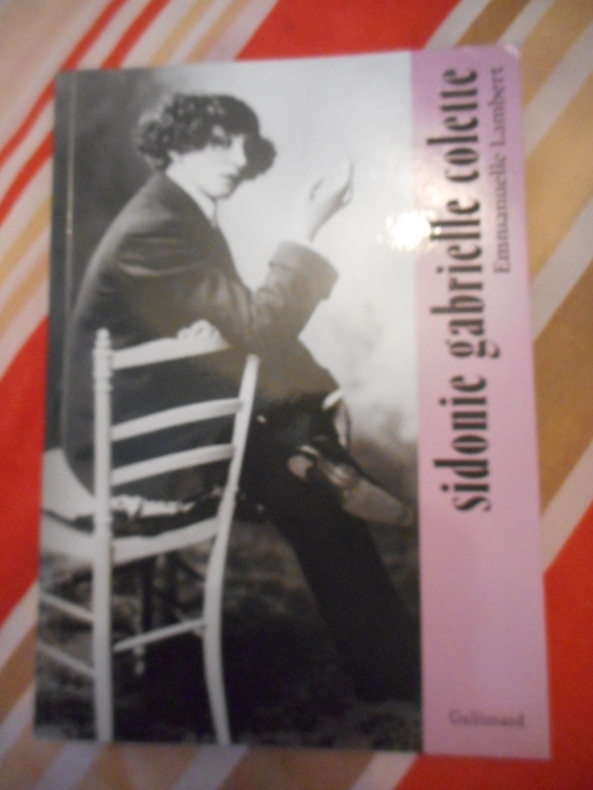 sidonie gabrielle colette
Emmanuelle Lambert
Gallimard